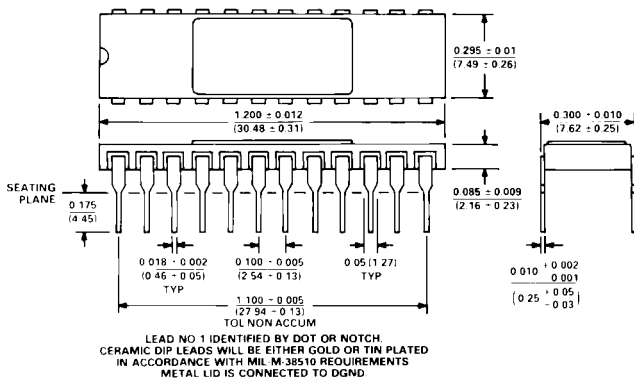 0.295 ± 0.01
(7.49 ± 0.26)
1.200 ± 0.012
(30.48 ± 0.31)
0.300 ± 0.010
(7.62 ± 0.25)
SEATING
PLANE
0.175
(4.45)
0.085 ± 0.009
(2.16 ± 0.23)
0.018 ± 0.002
(0.46 ± 0.05)
TYP
0.100 ± 0.005
(2.54 ± 0.13)
0.05 (1.27)
TYP
0.010 + 0.002
- 0.001
(0.25 + 0.05
- 0.03)
1.100 ± 0.005
(27.94 ± 0.13)
TOL NON ACCUM
LEAD NO 1 IDENTIFIED BY DOT OR NOTCH.
CERAMIC DIP LEADS WILL BE EITHER GOLD OR TIN PLATED
IN ACCORDANCE WITH MIL-M-38510 REQUIREMENTS
METAL LID IS CONNECTED TO DGND.